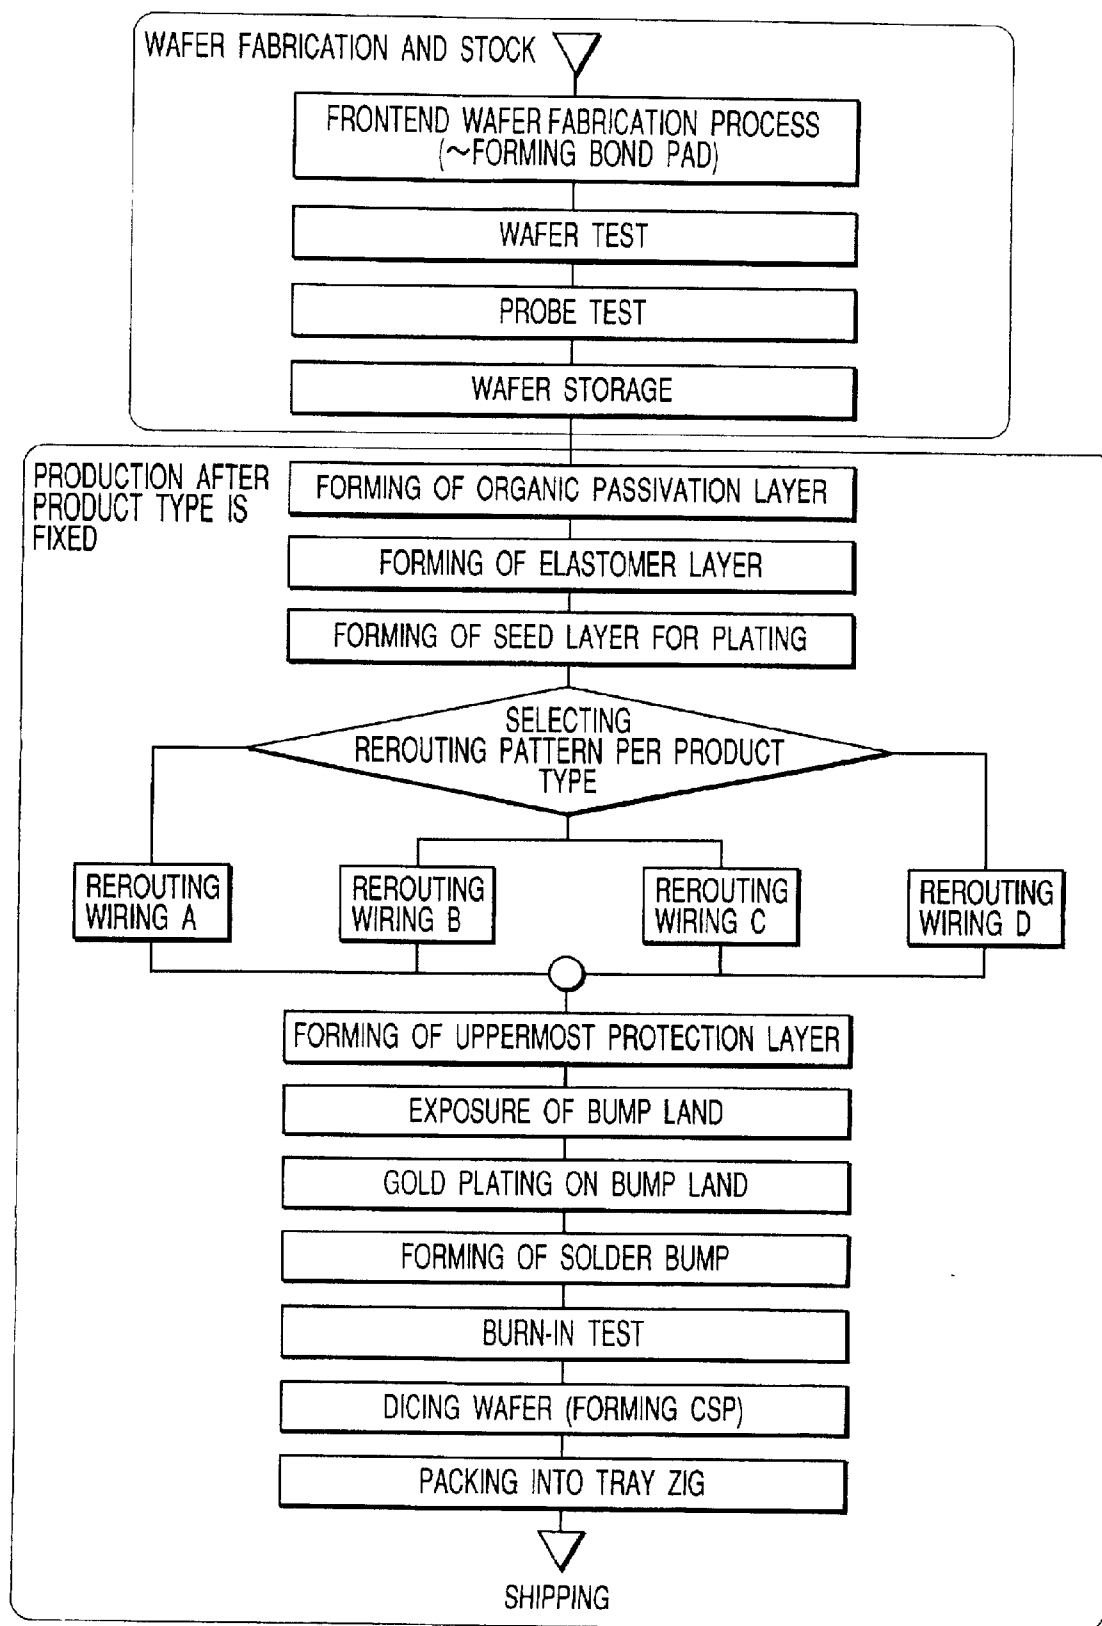 WAFER FABRICATION AND STOCK
FRONTEND WAFER FABRICATION PROCESS
(~FORMING BOND PAD)
WAFER TEST
PROBE TEST
WAFER STORAGE
PRODUCTION AFTER
PRODUCT TYPE IS
FIXED
FORMING OF ORGANIC PASSIVATION LAYER
FORMING OF ELASTOMER LAYER
FORMING OF SEED LAYER FOR PLATING
SELECTING
REROUTING PATTERN PER PRODUCT
TYPE
REROUTING
WIRING A
REROUTING
WIRING B
REROUTING
WIRING C
REROUTING
WIRING D
FORMING OF UPPERMOST PROTECTION LAYER
EXPOSURE OF BUMP LAND
GOLD PLATING ON BUMP LAND
FORMING OF SOLDER BUMP
BURN-IN TEST
DICING WAFER (FORMING CSP)
PACKING INTO TRAY ZIG
SHIPPING